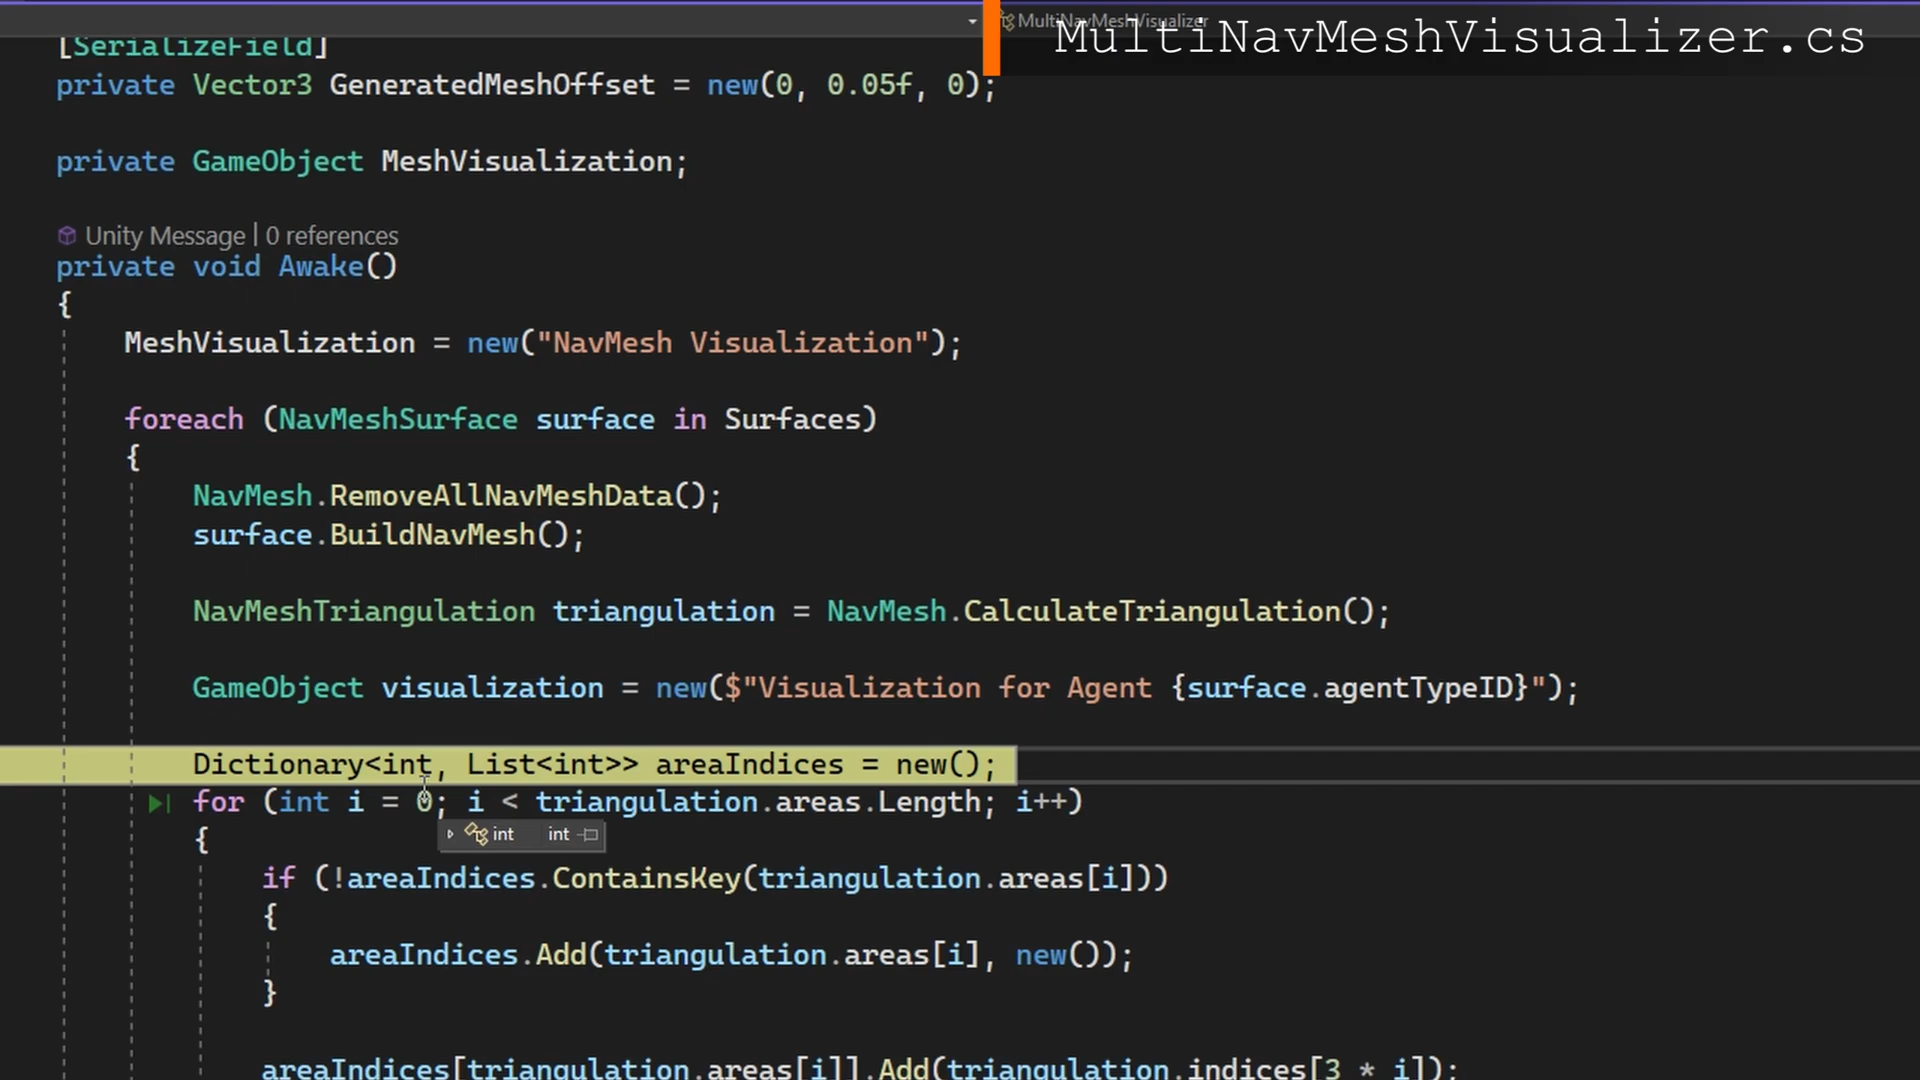 MultiNavMeshVisualizer
MultiNavMeshVisualizer.cs
[SerializeField]
private Vector3 GeneratedMeshOffset = new(0, 0.05f, 0);
private GameObject MeshVisualization;
Unity Message | 0 references
private void Awake()
{
MeshVisualization = new("NavMesh Visualization");
foreach (NavMeshSurface surface in Surfaces)
{
NavMesh.RemoveAllNavMeshData();
surface.BuildNavMesh();
NavMeshTriangulation triangulation = NavMesh.CalculateTriangulation();
GameObject visualization = new($"Visualization for Agent {surface.agentTypeID}");
Dictionary<int, List<int>> areaIndices = new();
for (int i = 0; i < triangulation.areas.Length; i++)
{
int int
if (!areaIndices.ContainsKey(triangulation.areas[i]))
{
areaIndices.Add(triangulation.areas[i], new());
}
areaIndices[triangulation.areas[i]].Add(triangulation.indices[3 * i]);